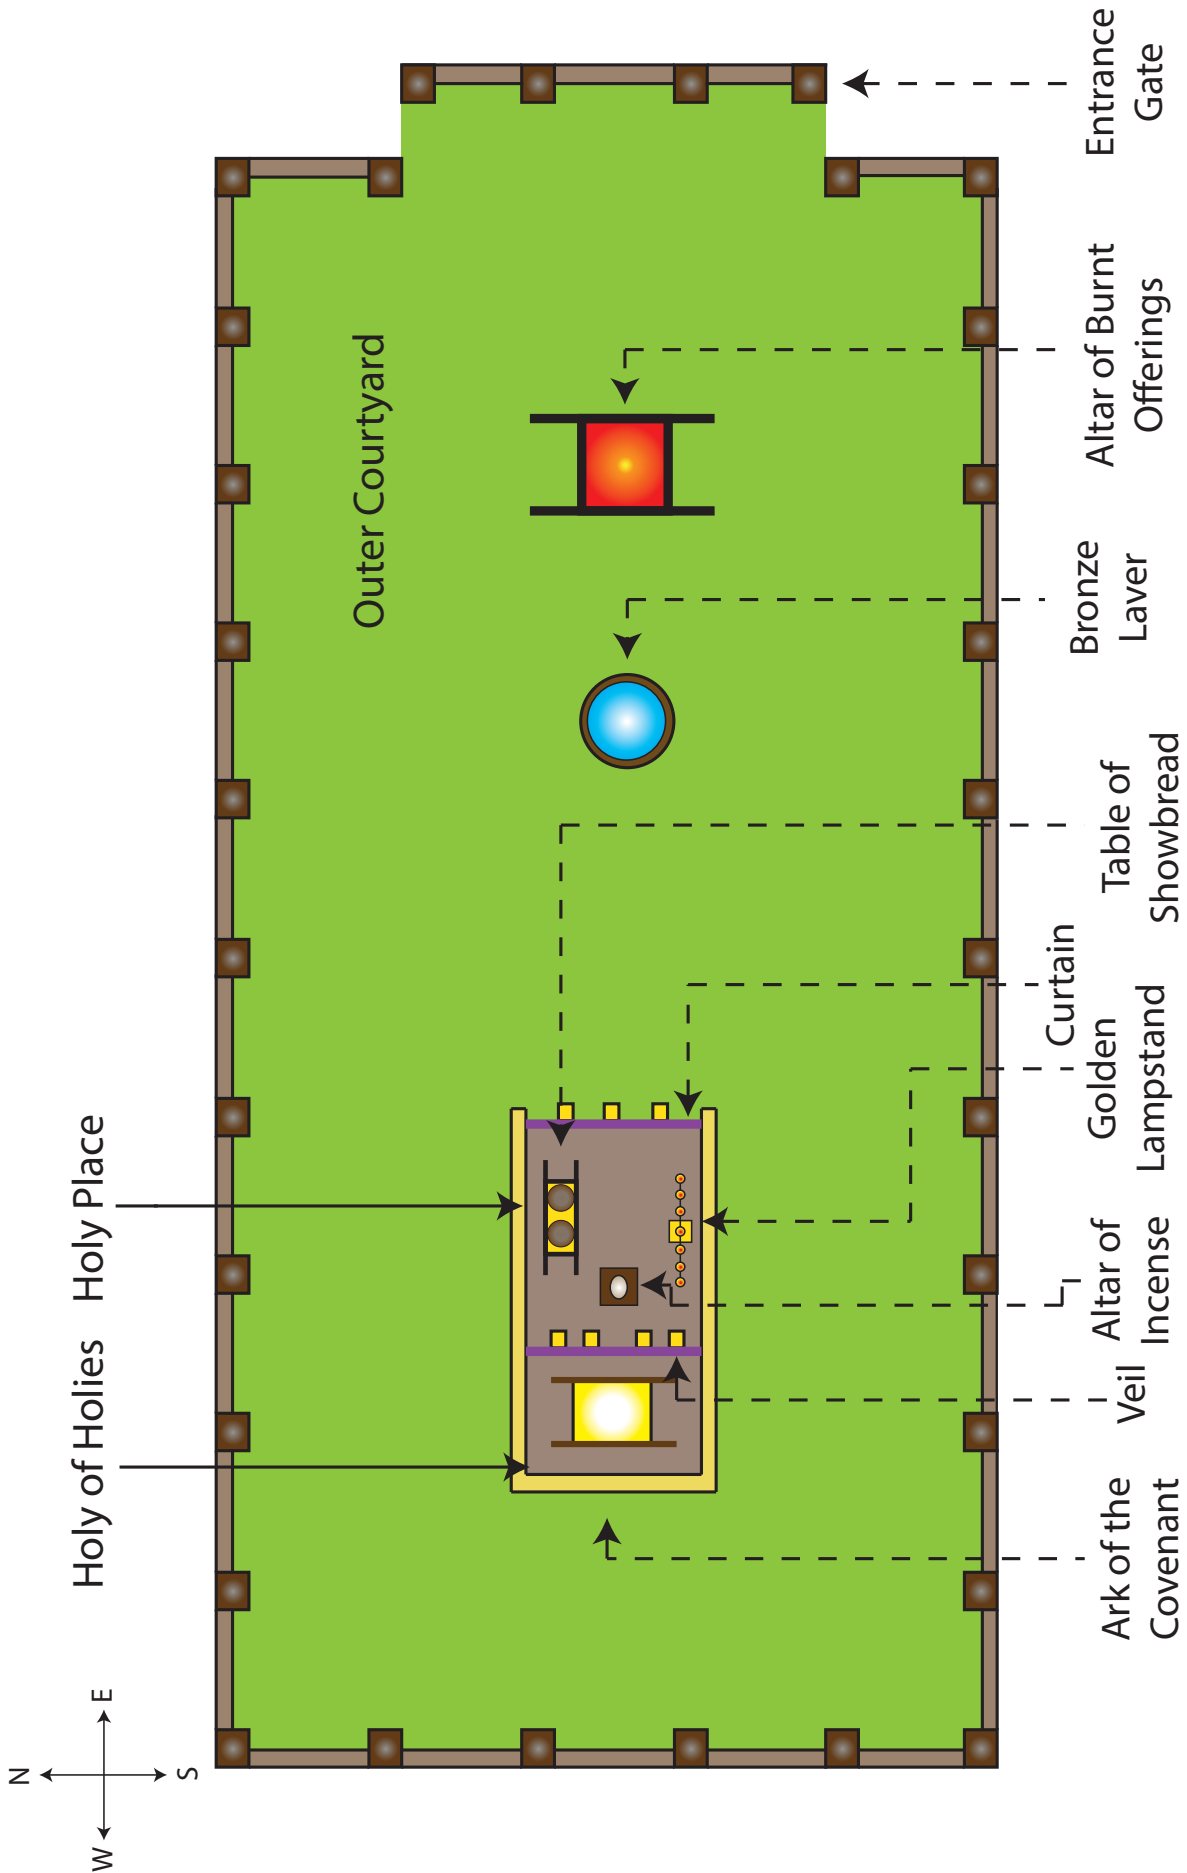 N
W
E
S
Holy of Holies
Holy Place
Outer Courtyard
Ark of the
Covenant
Veil
Altar of
Incense
Golden
Lampstand
Curtain
Table of
Showbread
Bronze
Laver
Altar of Burnt
Offerings
Entrance
Gate